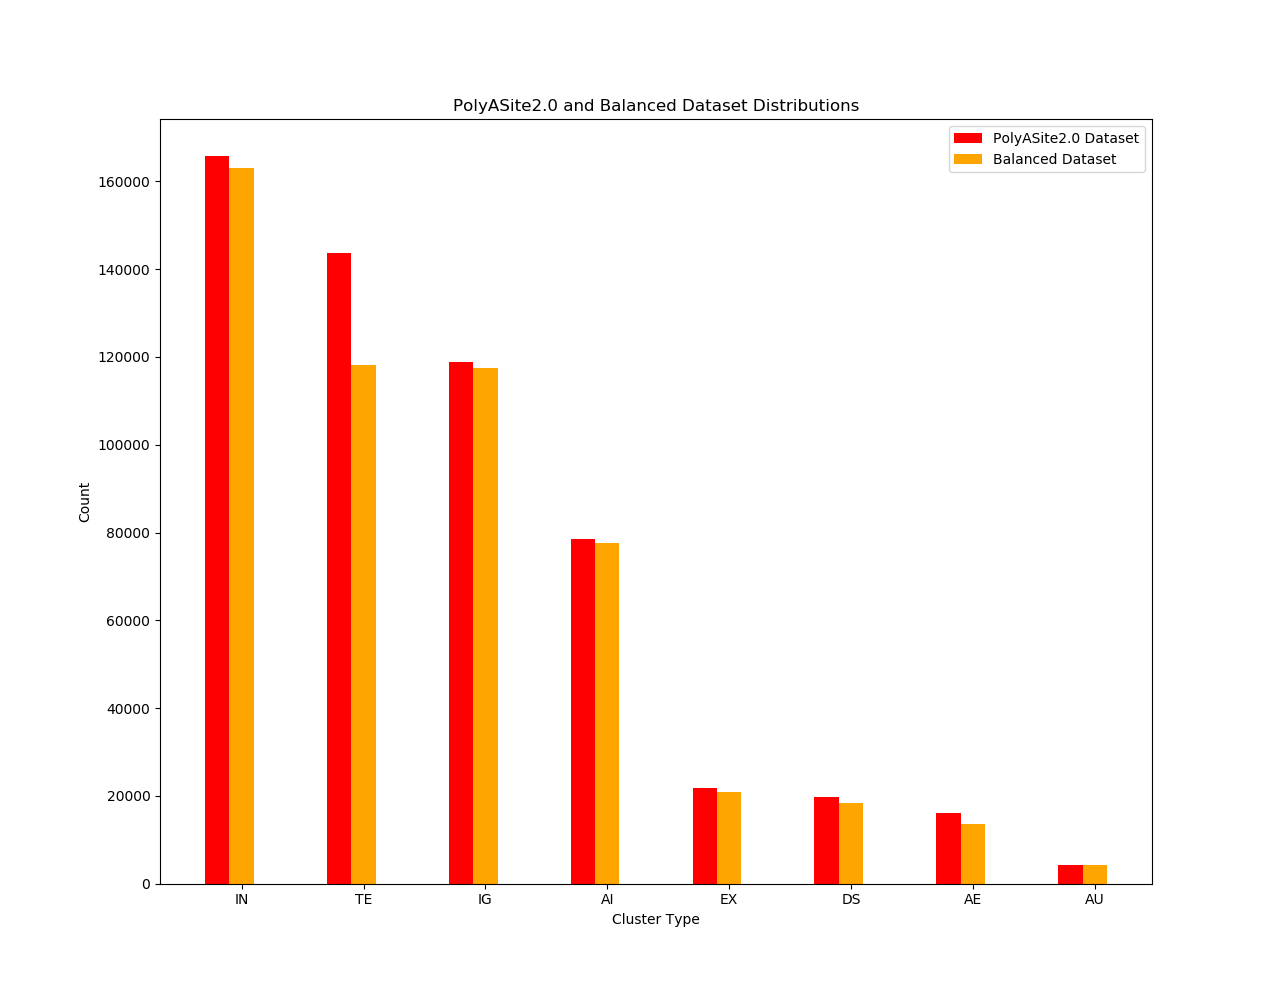 PolyASite2.0 and Balanced Dataset Distributions
PolyASite2.0 Dataset
Balanced Dataset
160000
140000
120000
100000
80000
60000
40000
20000
0
Count
IN TE IG AI EX DS AE AU
Cluster Type